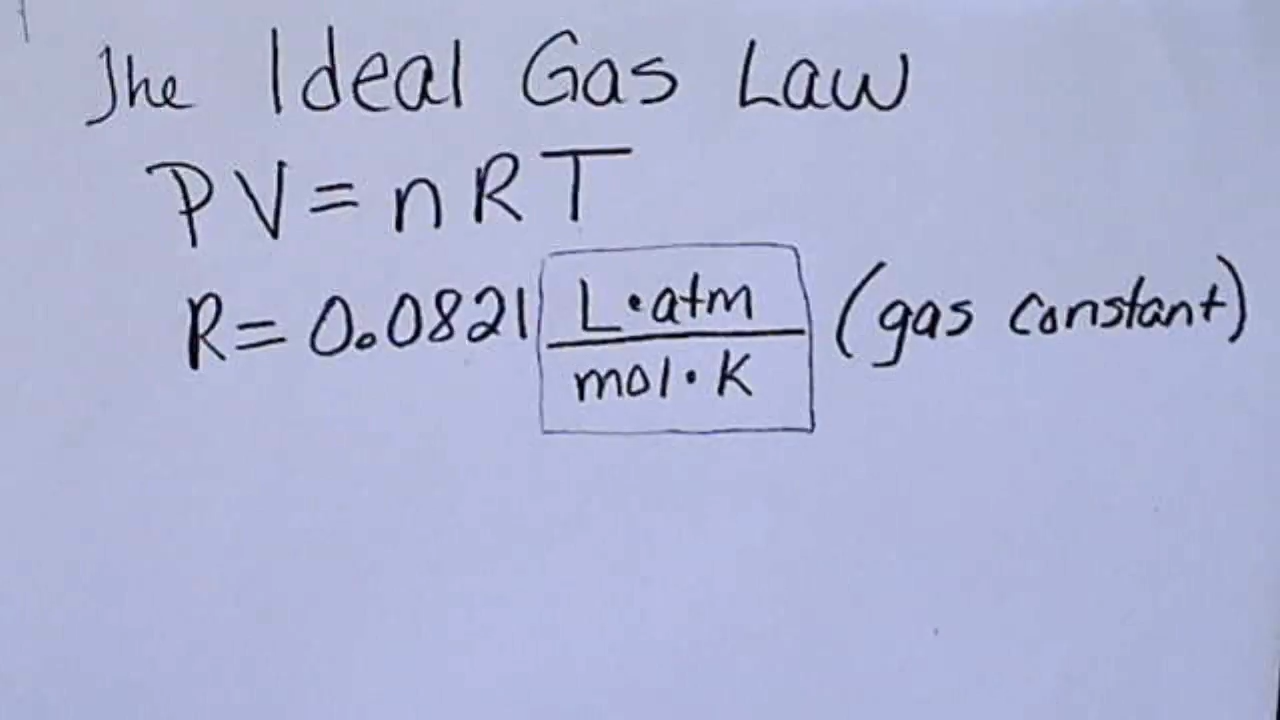 The Ideal Gas Law
PV = nRT
R = 0.0821 L·atm / mol·K (gas constant)